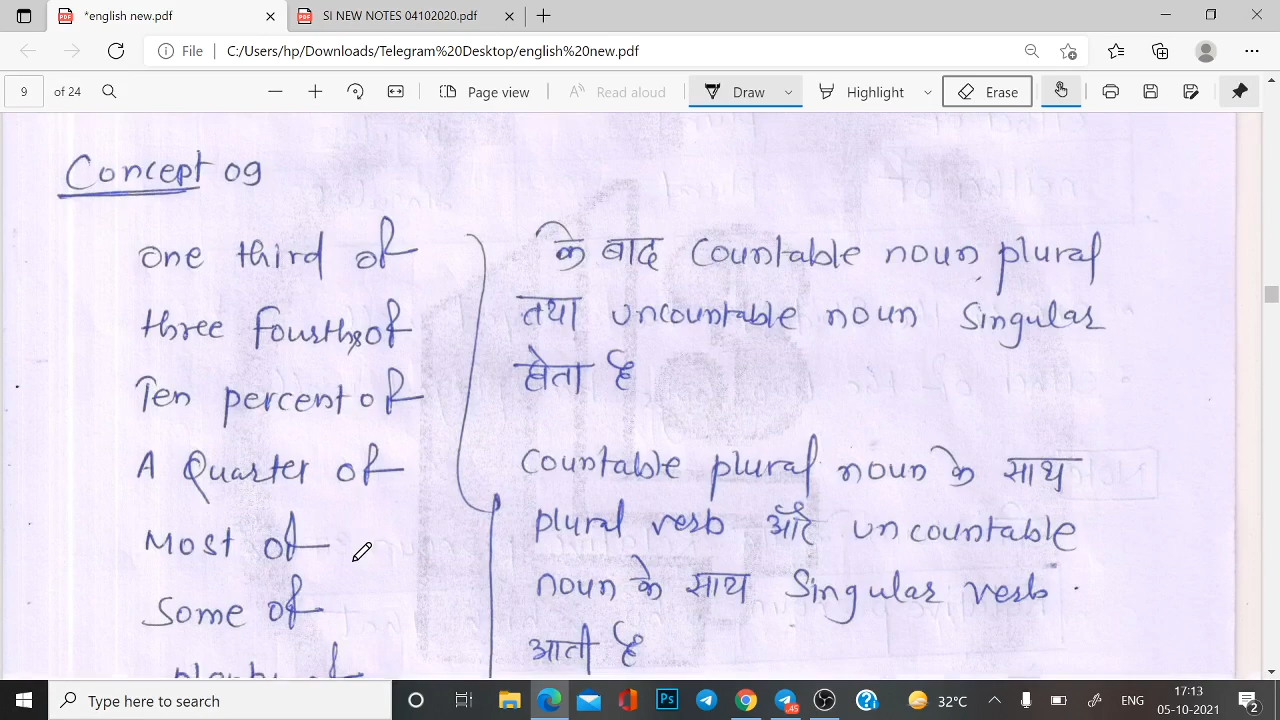 *english new.pdf
SI NEW NOTES 04102020.pdf
File
C:/Users/hp/Downloads/Telegram%20Desktop/english%20new.pdf
9 of 24
Page view
Read aloud
Draw
Highlight
Erase
Concept 09
one third of
three fourths of
Ten percent of
A Quarter of
Most of
Some of
के बाद Countable noun plural
तथा uncountable noun Singular
होता है
Countable plural noun के साथ
plural verb और uncountable
noun के साथ Singular verb
आती है
Type here to search
Ps
.45
32°C
ENG
17:13
05-10-2021
2